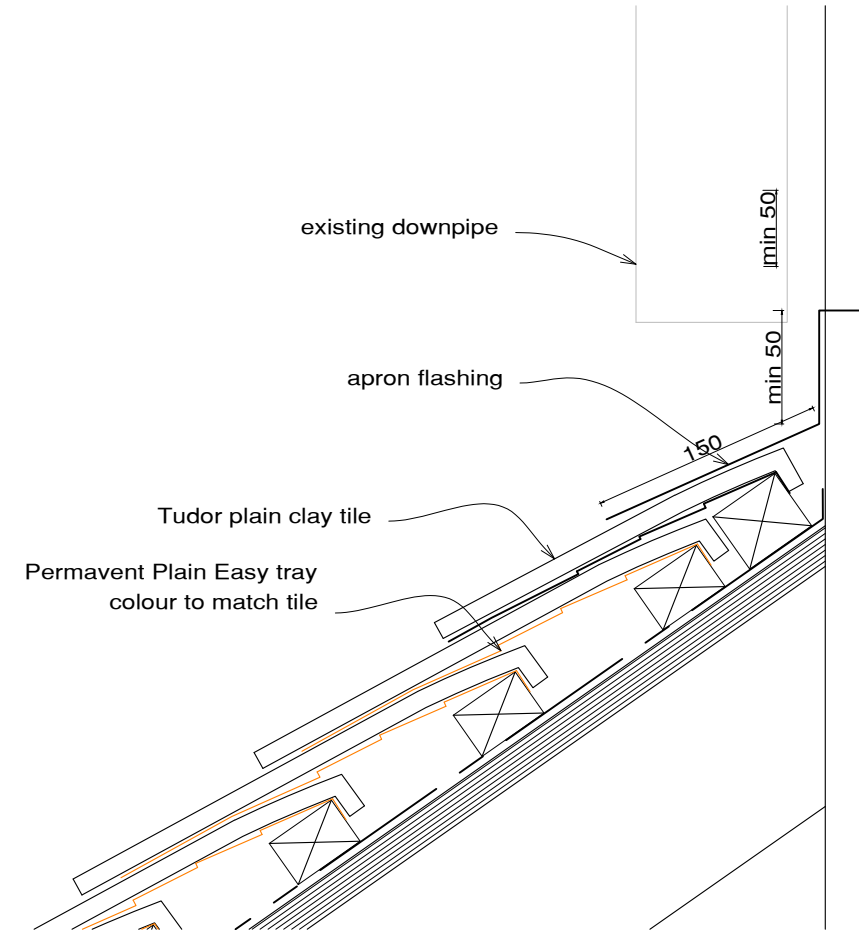 min 50
existing downpipe
min 50
apron flashing
150
Tudor plain clay tile
Permavent Plain Easy tray
colour to match tile